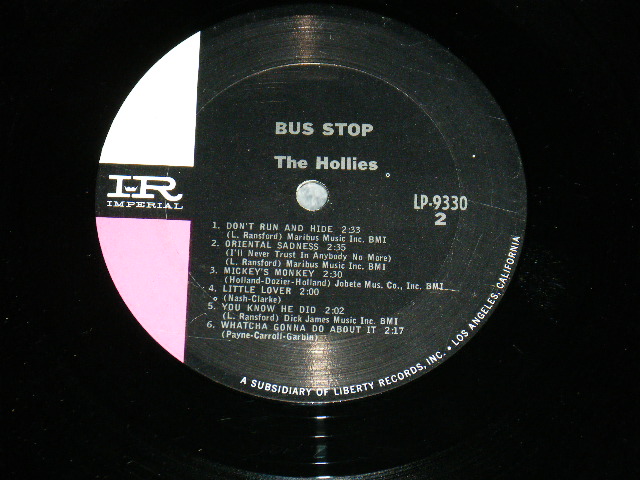 BUS STOP
The Hollies
IR
IMPERIAL
LP-9330
2
1. DON'T RUN AND HIDE 2:33
(L. Ransford) Maribus Music Inc. BMI
2. ORIENTAL SADNESS 2:35
(I'll Never Trust In Anybody No More)
(L. Ransford) Maribus Music Inc. BMI
3. MICKEY'S MONKEY 2:30
(Holland-Dozier-Holland) Jobete Mus. Co., Inc. BMI
4. LITTLE LOVER 2:00
(Nash-Clarke)
5. YOU KNOW HE DID 2:02
(L. Ransford) Dick James Music Inc. BMI
6. WHATCHA GONNA DO ABOUT IT 2:17
(Payne-Carroll-Garbin)
A SUBSIDIARY OF LIBERTY RECORDS, INC. • LOS ANGELES, CALIFORNIA